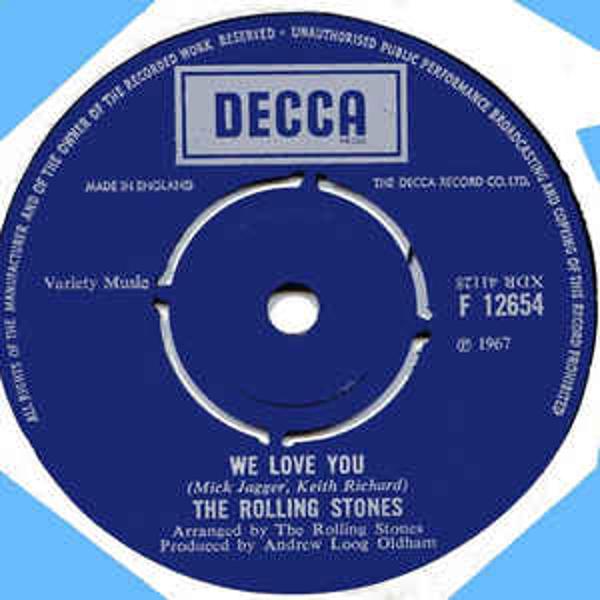 ALL RIGHTS OF THE MANUFACTURER AND OF THE OWNER OF THE RECORDED WORK RESERVED · UNAUTHORISED PUBLIC PERFORMANCE BROADCASTING AND COPYING OF THIS RECORD PROHIBITED
DECCA
MADE IN ENGLAND
THE DECCA RECORD CO. LTD.
Variety Music
XDR 41128
F 12654
℗ 1967
WE LOVE YOU
(Mick Jagger, Keith Richard)
THE ROLLING STONES
Arranged by The Rolling Stones
Produced by Andrew Loog Oldham